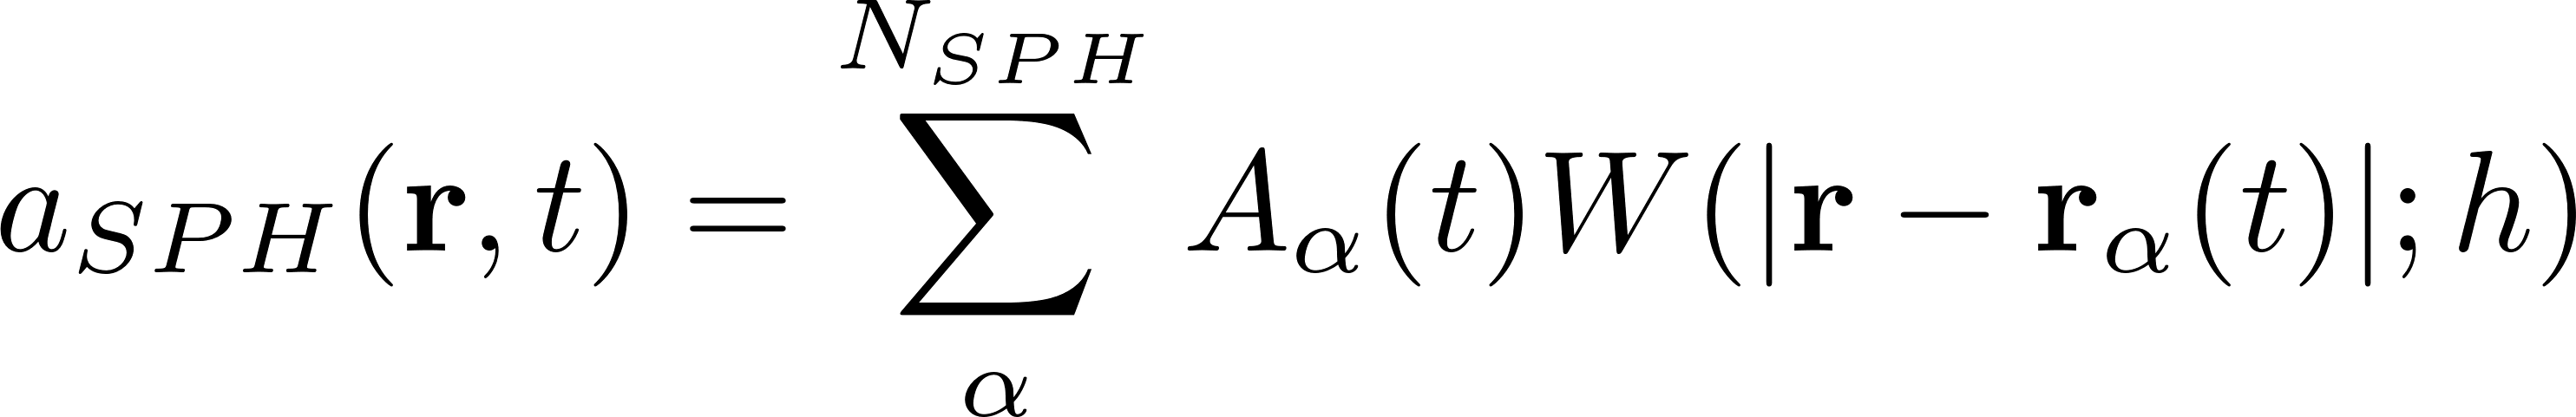 a_{SPH}(\mathbf{r}, t) = \sum_{\alpha}^{N_{SPH}} A_{\alpha}(t) W(|\mathbf{r} - \mathbf{r}_{\alpha}(t)|; h)